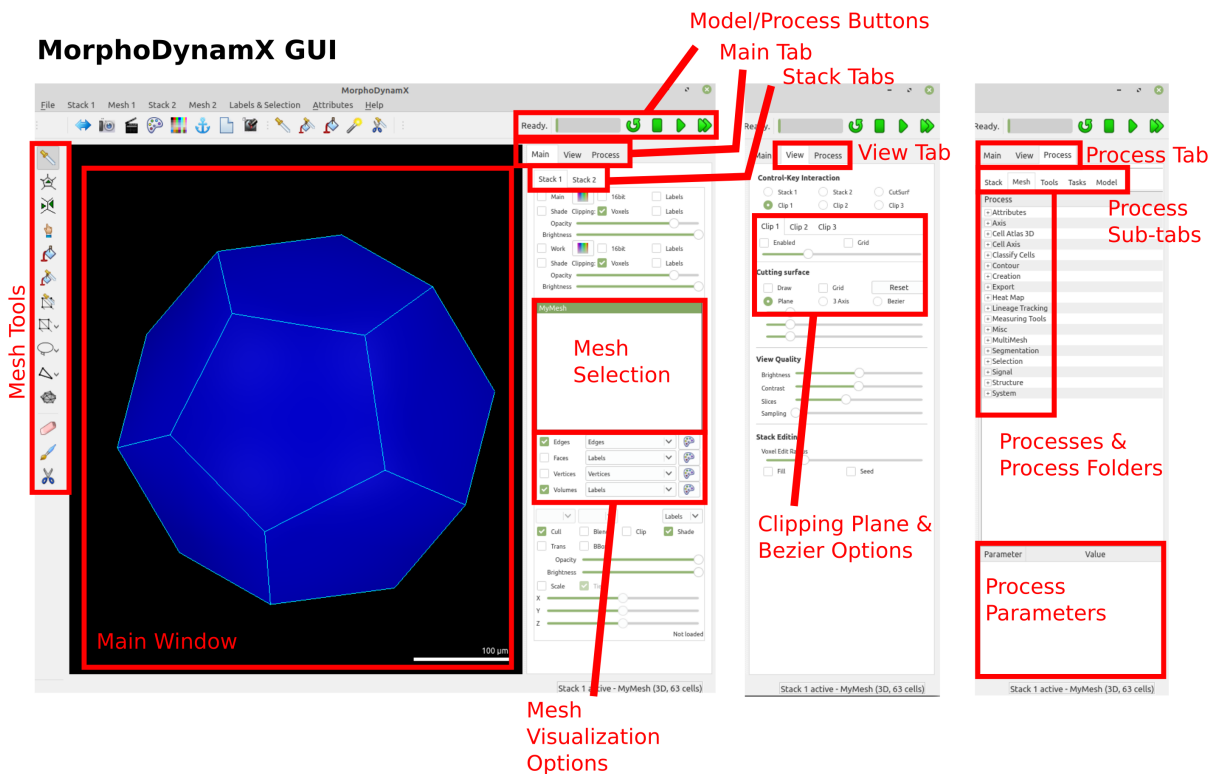 Model/Process Buttons
MorphoDynamX GUI
Main Tab
Stack Tabs
MorphoDynamX
File Stack 1 Mesh 1 Stack 2 Mesh 2 Labels & Selection Attributes Help
Ready.
Main View Process
Stack 1 Stack 2
Main 16bit Labels
Shade Clipping: Voxels Labels
Opacity
Brightness
Work 16bit Labels
Shade Clipping: Voxels Labels
Opacity
Brightness
MyMesh
Mesh
Selection
Edges Edges
Faces Labels
Vertices Vertices
Volumes Labels
Labels
Cull Blend Clip Shade
Trans
Opacity
Brightness
Scale
X
Y
Z
Not loaded
Stack 1 active - MyMesh (3D, 63 cells)
Mesh Tools
Main Window
100 µm
Mesh
Visualization
Options
Ready.
Main View Process
View Tab
Control-Key Interaction
Stack 1 Stack 2 CutSurf
Clip 1 Clip 2 Clip 3
Clip 1 Clip 2 Clip 3
Enabled Grid
Cutting surface
Draw Grid Reset
Plane 3 Axis Bezier
View Quality
Brightness
Contrast
Slices
Sampling
Stack Editing
Voxel Edit Radius
Fill Seed
Clipping Plane &
Bezier Options
Stack 1 active - MyMesh (3D, 63 cells)
Ready.
Main View Process
Process Tab
Stack Mesh Tools Tasks Model
Process
Sub-tabs
Process
Attributes
Axis
Cell Atlas 3D
Cell Axis
Classify Cells
Contour
Creation
Export
Heat Map
Lineage Tracking
Measuring Tools
Misc
MultiMesh
Segmentation
Selection
Signal
Structure
System
Processes &
Process Folders
Parameter Value
Process
Parameters
Stack 1 active - MyMesh (3D, 63 cells)